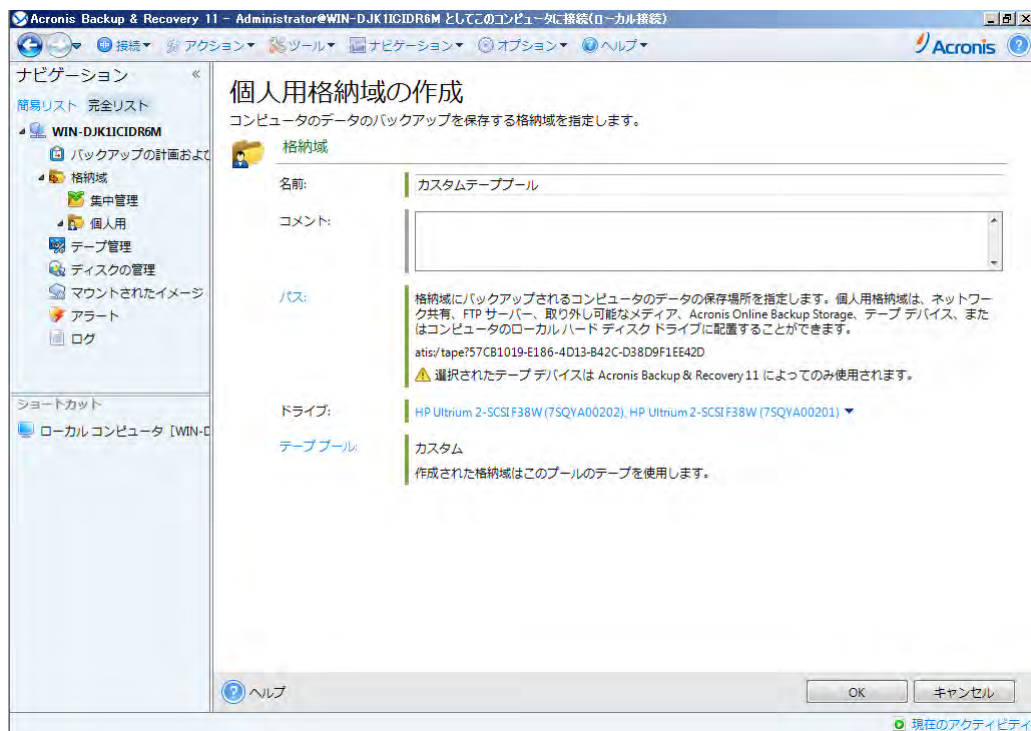 Acronis Backup & Recovery 11 - Administrator@WIN-DJK1ICIDR6M としてこのコンピュータに接続(ローカル接続)
接続 アクション ツール ナビゲーション オプション ヘルプ Acronis
ナビゲーション
簡易リスト 完全リスト
WIN-DJK1ICIDR6M
バックアップの計画およ
格納域
集中管理
個人用
テープ管理
ディスクの管理
マウントされたイメージ
アラート
ログ
ショートカット
ローカル コンピュータ [WIN-D
個人用格納域の作成
コンピュータのデータのバックアップを保存する格納域を指定します。
格納域
名前: カスタムテーププール
コメント:
パス: 格納域にバックアップされるコンピュータのデータの保存場所を指定します。個人用格納域は、ネットワー
ク共有、FTP サーバー、取り外し可能なメディア、Acronis Online Backup Storage、テープ デバイス、また
はコンピュータのローカル ハード ディスク ドライブに配置することができます。
atis:/tape?57CB1019-E186-4D13-B42C-D38D9F1EE42D
選択されたテープ デバイスは Acronis Backup & Recovery 11 によってのみ使用されます。
ドライブ: HP Ultrium 2-SCSI F38W (7SQYA00202), HP Ultrium 2-SCSI F38W (7SQYA00201)
テープ プール: カスタム
作成された格納域はこのプールのテープを使用します。
ヘルプ OK キャンセル
現在のアクティビティ